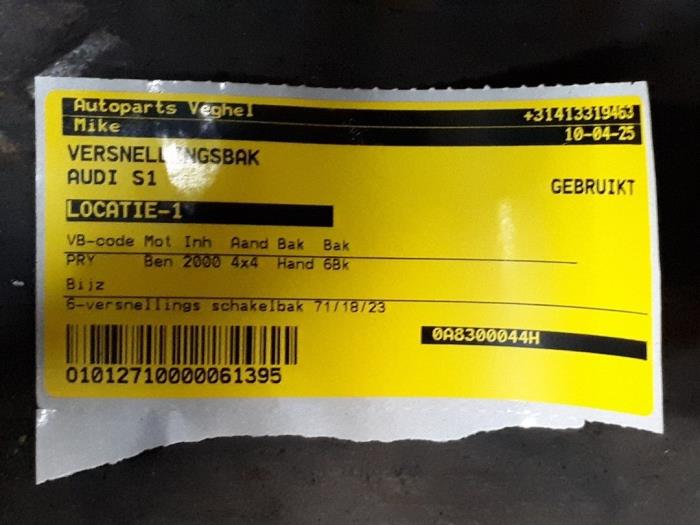 Autoparts Veghel +31413319463
Mike 10-04-25
VERSNELLINGSBAK
AUDI S1
GEBRUIKT
LOCATIE-1
VB-code Mot Inh Aand Bak Bak
PRY Ben 2000 4x4 Hand 6Bk
Bijz
6-versnellings schakelbak 71/18/23
0A8300044H
01012710000061395